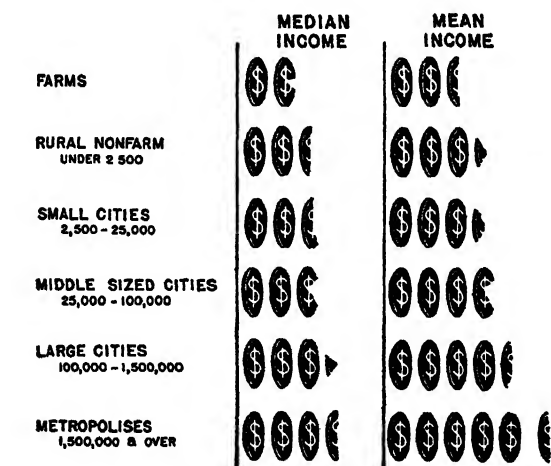 MEDIAN INCOME
MEAN INCOME
FARMS
RURAL NONFARM
UNDER 2 500
SMALL CITIES
2,500 - 25,000
MIDDLE SIZED CITIES
25,000 - 100,000
LARGE CITIES
100,000 - 1,500,000
METROPOLISES
1,500,000 & OVER